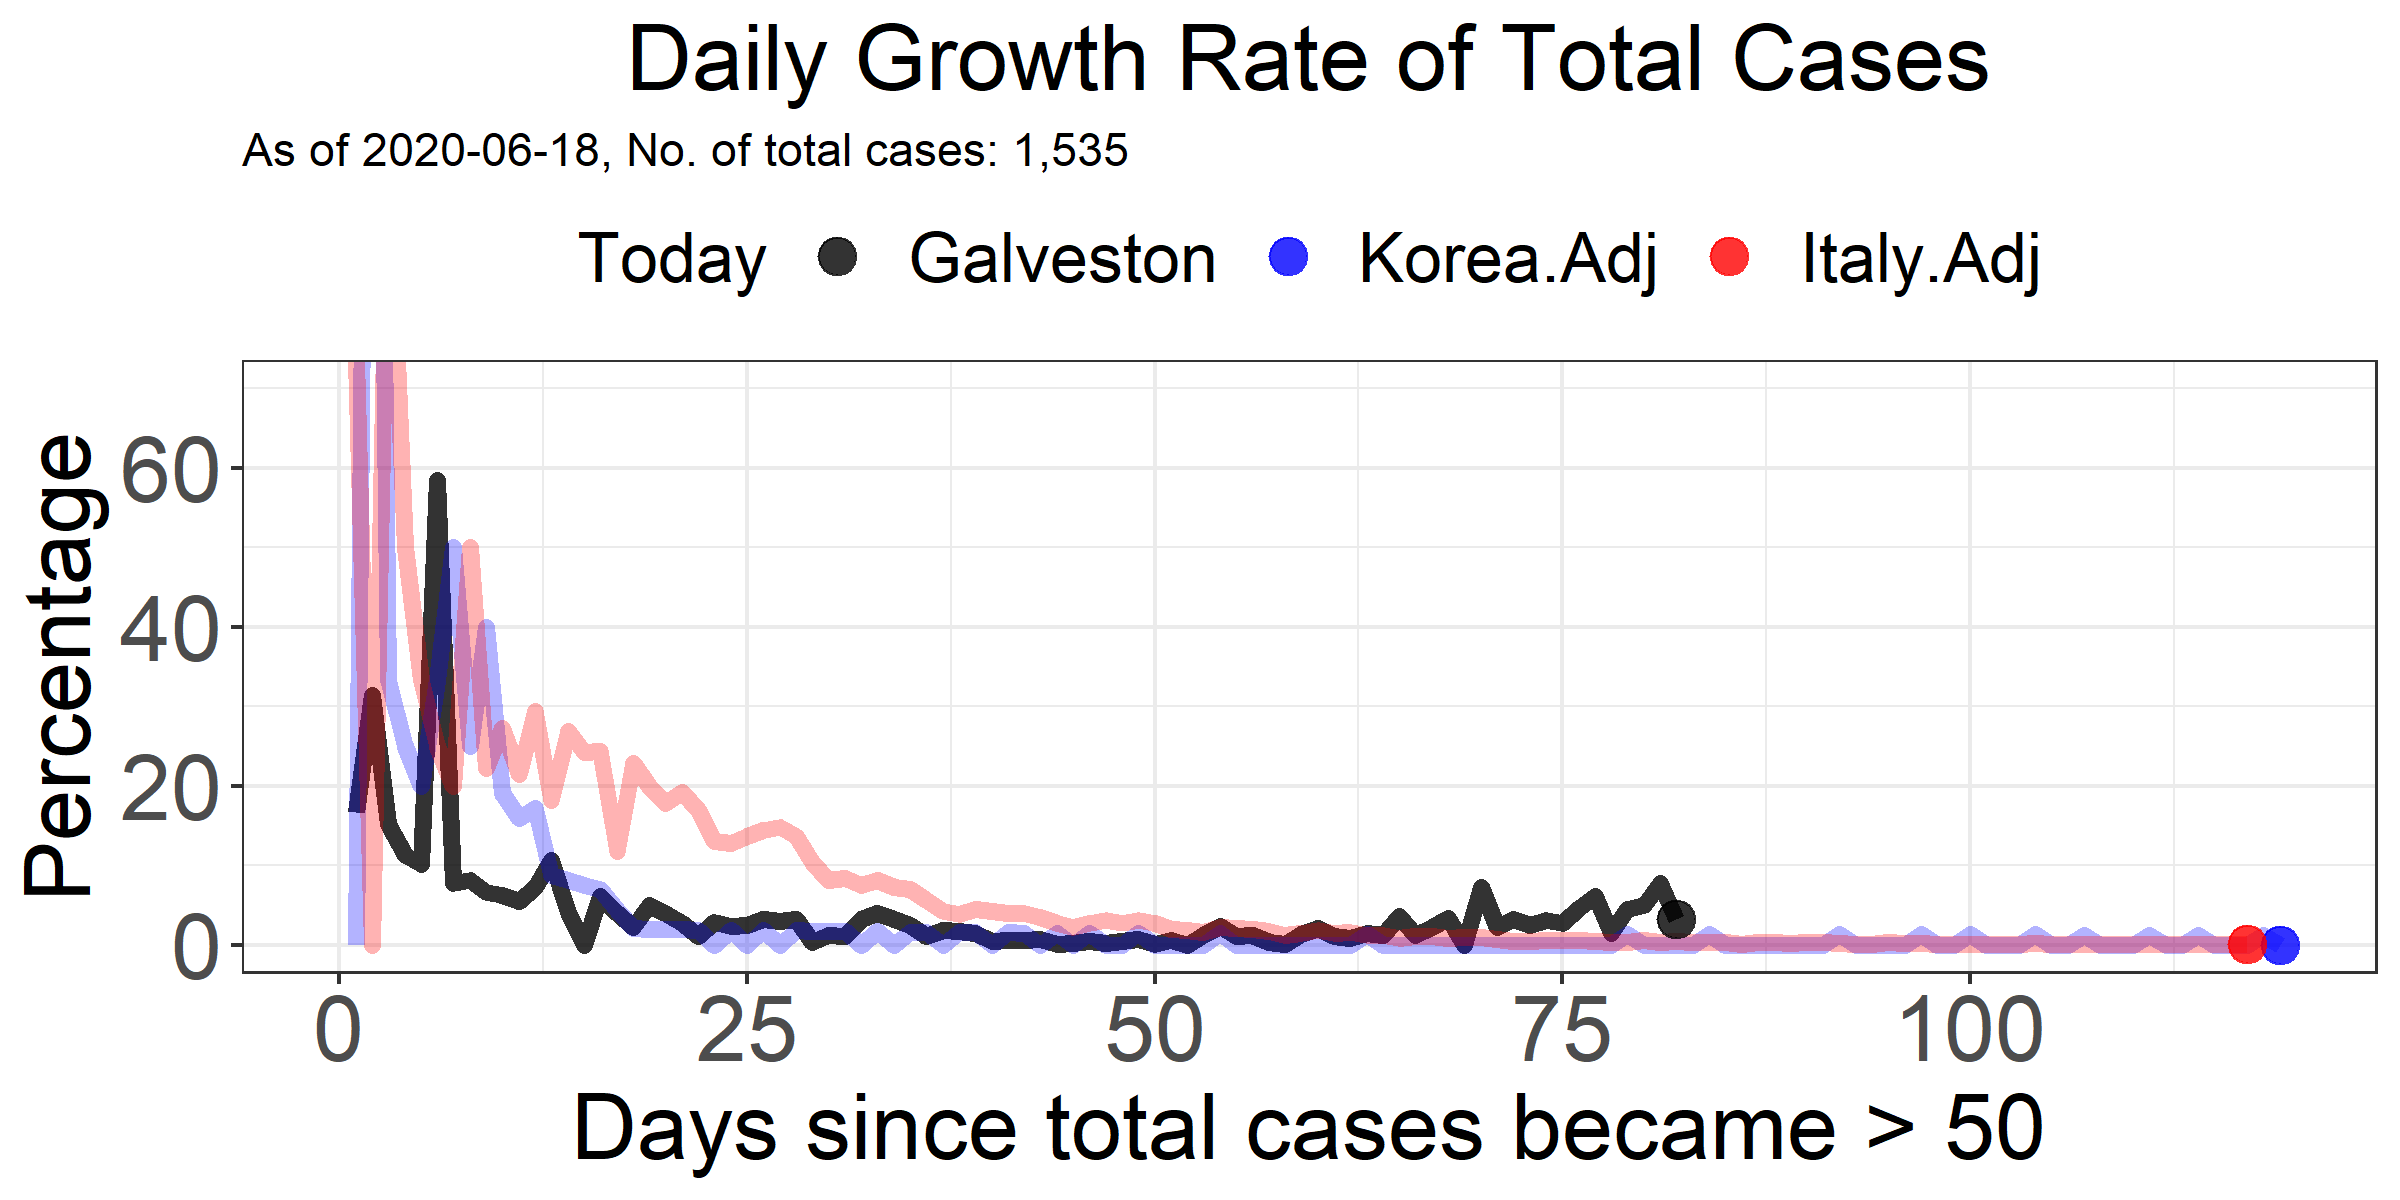 Daily Growth Rate of Total Cases
As of 2020-06-18, No. of total cases: 1,535
Today Galveston Korea.Adj Italy.Adj
Percentage
60
40
20
0
0 25 50 75 100
Days since total cases became > 50